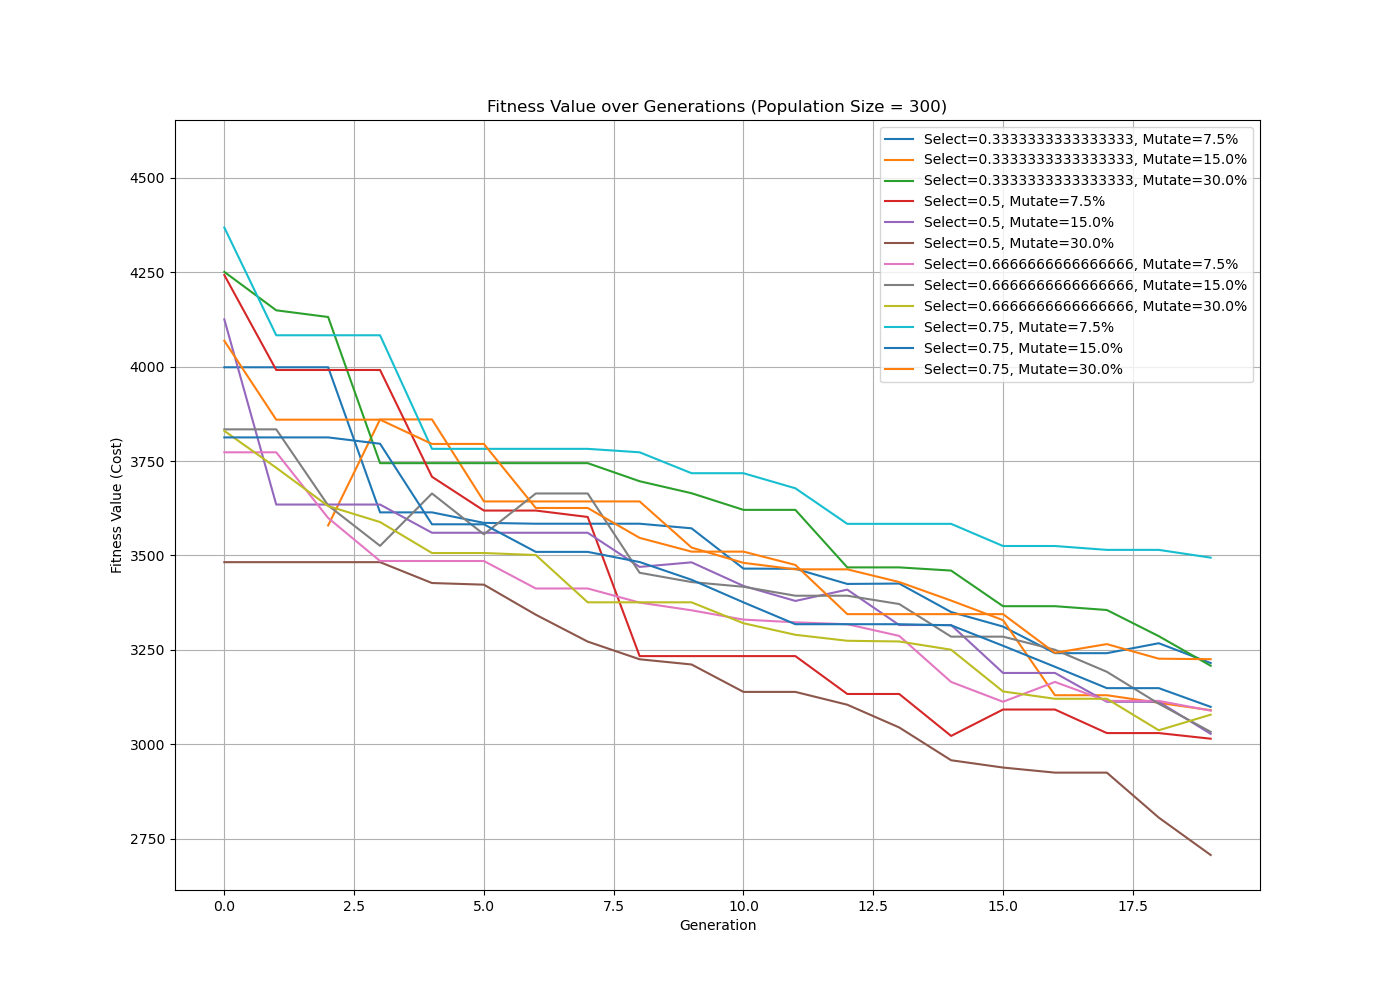 Fitness Value over Generations (Population Size = 300)
Select=0.3333333333333333, Mutate=7.5%
Select=0.3333333333333333, Mutate=15.0%
Select=0.3333333333333333, Mutate=30.0%
Select=0.5, Mutate=7.5%
Select=0.5, Mutate=15.0%
Select=0.5, Mutate=30.0%
Select=0.6666666666666666, Mutate=7.5%
Select=0.6666666666666666, Mutate=15.0%
Select=0.6666666666666666, Mutate=30.0%
Select=0.75, Mutate=7.5%
Select=0.75, Mutate=15.0%
Select=0.75, Mutate=30.0%
Fitness Value (Cost)
4500
4250
4000
3750
3500
3250
3000
2750
0.0 2.5 5.0 7.5 10.0 12.5 15.0 17.5
Generation